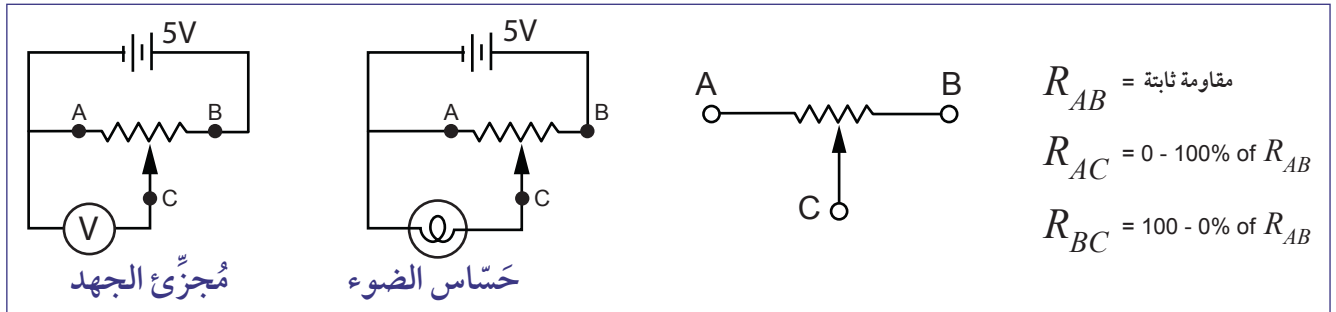 5V
A
B
C
V
مُجزِّئ الجهد
5V
A
B
C
حَسّاس الضوء
A
B
C
R_AB = مقاومة ثابتة
R_AC = 0 - 100% of R_AB
R_BC = 100 - 0% of R_AB